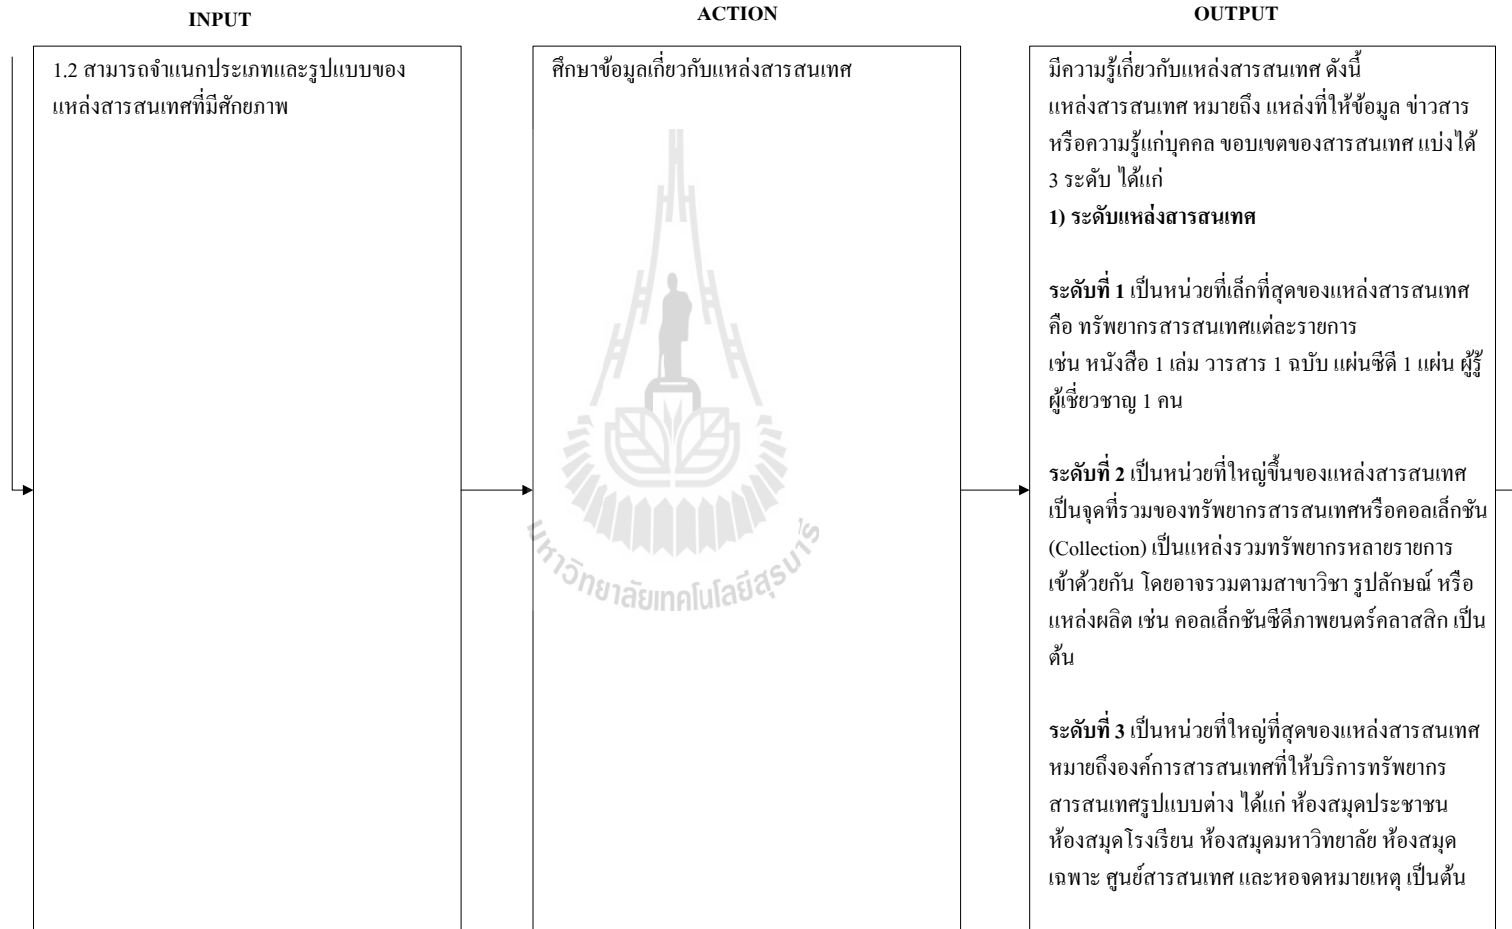 INPUT
ACTION
OUTPUT
1.2 สามารถจำแนกประเภทและรูปแบบของ
แหล่งสารสนเทศที่มีศักยภาพ
ศึกษาข้อมูลเกี่ยวกับแหล่งสารสนเทศ
มีความรู้เกี่ยวกับแหล่งสารสนเทศ ดังนี้
แหล่งสารสนเทศ หมายถึง แหล่งที่ให้ข้อมูล ข่าวสาร
หรือความรู้แก่บุคคล ขอบเขตของสารสนเทศ แบ่งได้
3 ระดับ ได้แก่
1) ระดับแหล่งสารสนเทศ
ระดับที่ 1 เป็นหน่วยที่เล็กที่สุดของแหล่งสารสนเทศ
คือ ทรัพยากรสารสนเทศแต่ละรายการ
เช่น หนังสือ 1 เล่ม วารสาร 1 ฉบับ แผ่นซีดี 1 แผ่น ผู้รู้
ผู้เชี่ยวชาญ 1 คน
ระดับที่ 2 เป็นหน่วยที่ใหญ่ขึ้นของแหล่งสารสนเทศ
เป็นจุดที่รวมของทรัพยากรสารสนเทศหรือคอลเล็กชัน
(Collection) เป็นแหล่งรวมทรัพยากรหลายรายการ
เข้าด้วยกัน โดยอาจรวมตามสาขาวิชา รูปลักษณ์ หรือ
แหล่งผลิต เช่น คอลเล็กชันซีดีภาพยนตร์คลาสสิก เป็น
ต้น
ระดับที่ 3 เป็นหน่วยที่ใหญ่ที่สุดของแหล่งสารสนเทศ
หมายถึงองค์การสารสนเทศที่ให้บริการทรัพยากร
สารสนเทศรูปแบบต่าง ได้แก่ ห้องสมุดประชาชน
ห้องสมุดโรงเรียน ห้องสมุดมหาวิทยาลัย ห้องสมุด
เฉพาะ ศูนย์สารสนเทศ และหอจดหมายเหตุ เป็นต้น
มหาวิทยาลัยเทคโนโลยีสุรนารี